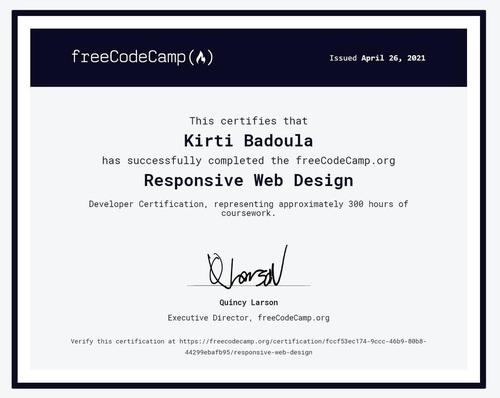 freeCodeCamp(🔥)
Issued April 26, 2021
This certifies that
Kirti Badoula
has successfully completed the freeCodeCamp.org
Responsive Web Design
Developer Certification, representing approximately 300 hours of
coursework.
Q Larson
Quincy Larson
Executive Director, freeCodeCamp.org
Verify this certification at https://freecodecamp.org/certification/fccf53ec174-9ccc-46b9-80b8-
44299ebafb95/responsive-web-design